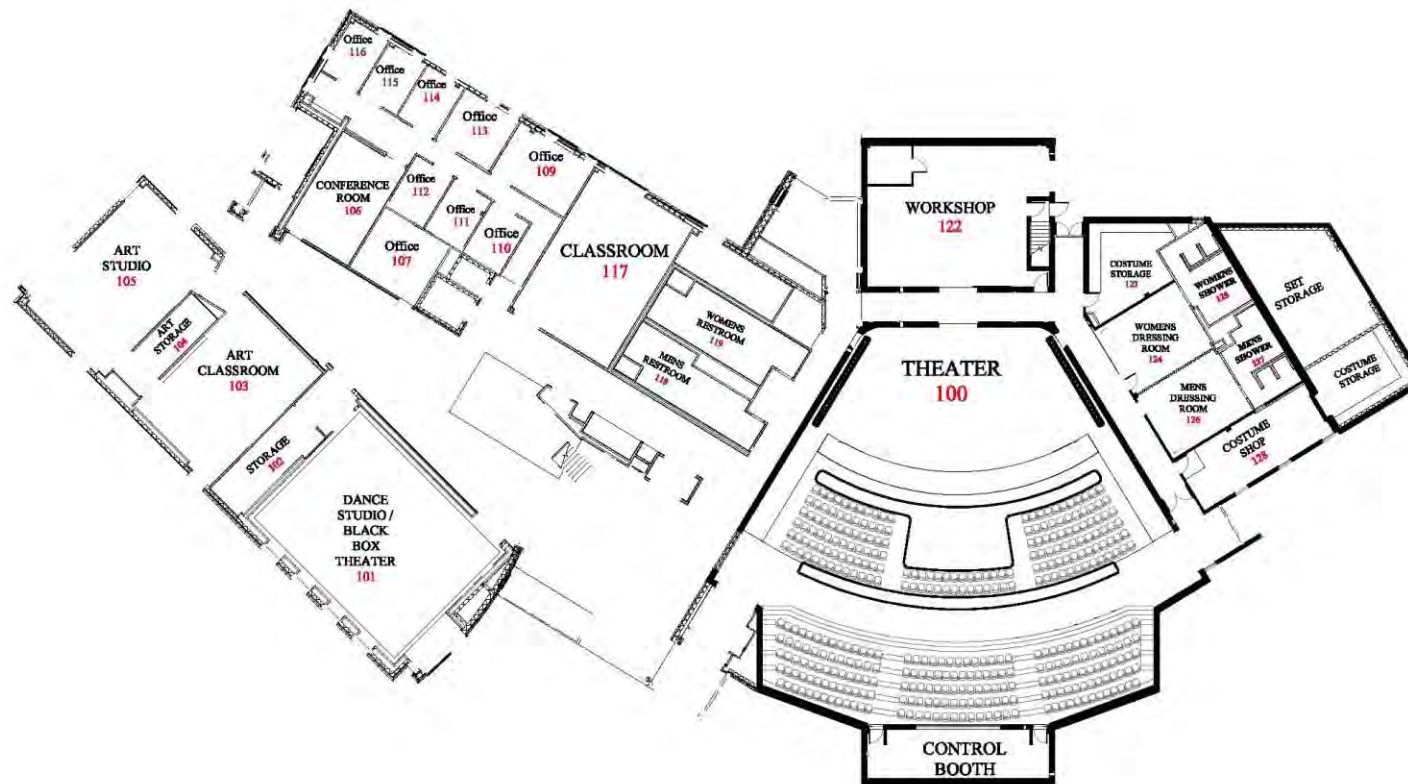 Office
116
Office
115
Office
114
Office
113
Office
109
CONFERENCE
ROOM
106
Office
112
Office
111
Office
110
Office
107
CLASSROOM
117
WOMENS
RESTROOM
119
MENS
RESTROOM
118
ART
STUDIO
105
ART
STORAGE
104
ART
CLASSROOM
103
STORAGE
102
DANCE
STUDIO /
BLACK
BOX
THEATER
101
WORKSHOP
122
THEATER
100
COSTUME
STORAGE
123
WOMENS
SHOWER
125
SET
STORAGE
WOMENS
DRESSING
ROOM
124
MENS
SHOWER
127
COSTUME
STORAGE
MENS
DRESSING
ROOM
126
COSTUME
SHOP
128
CONTROL
BOOTH